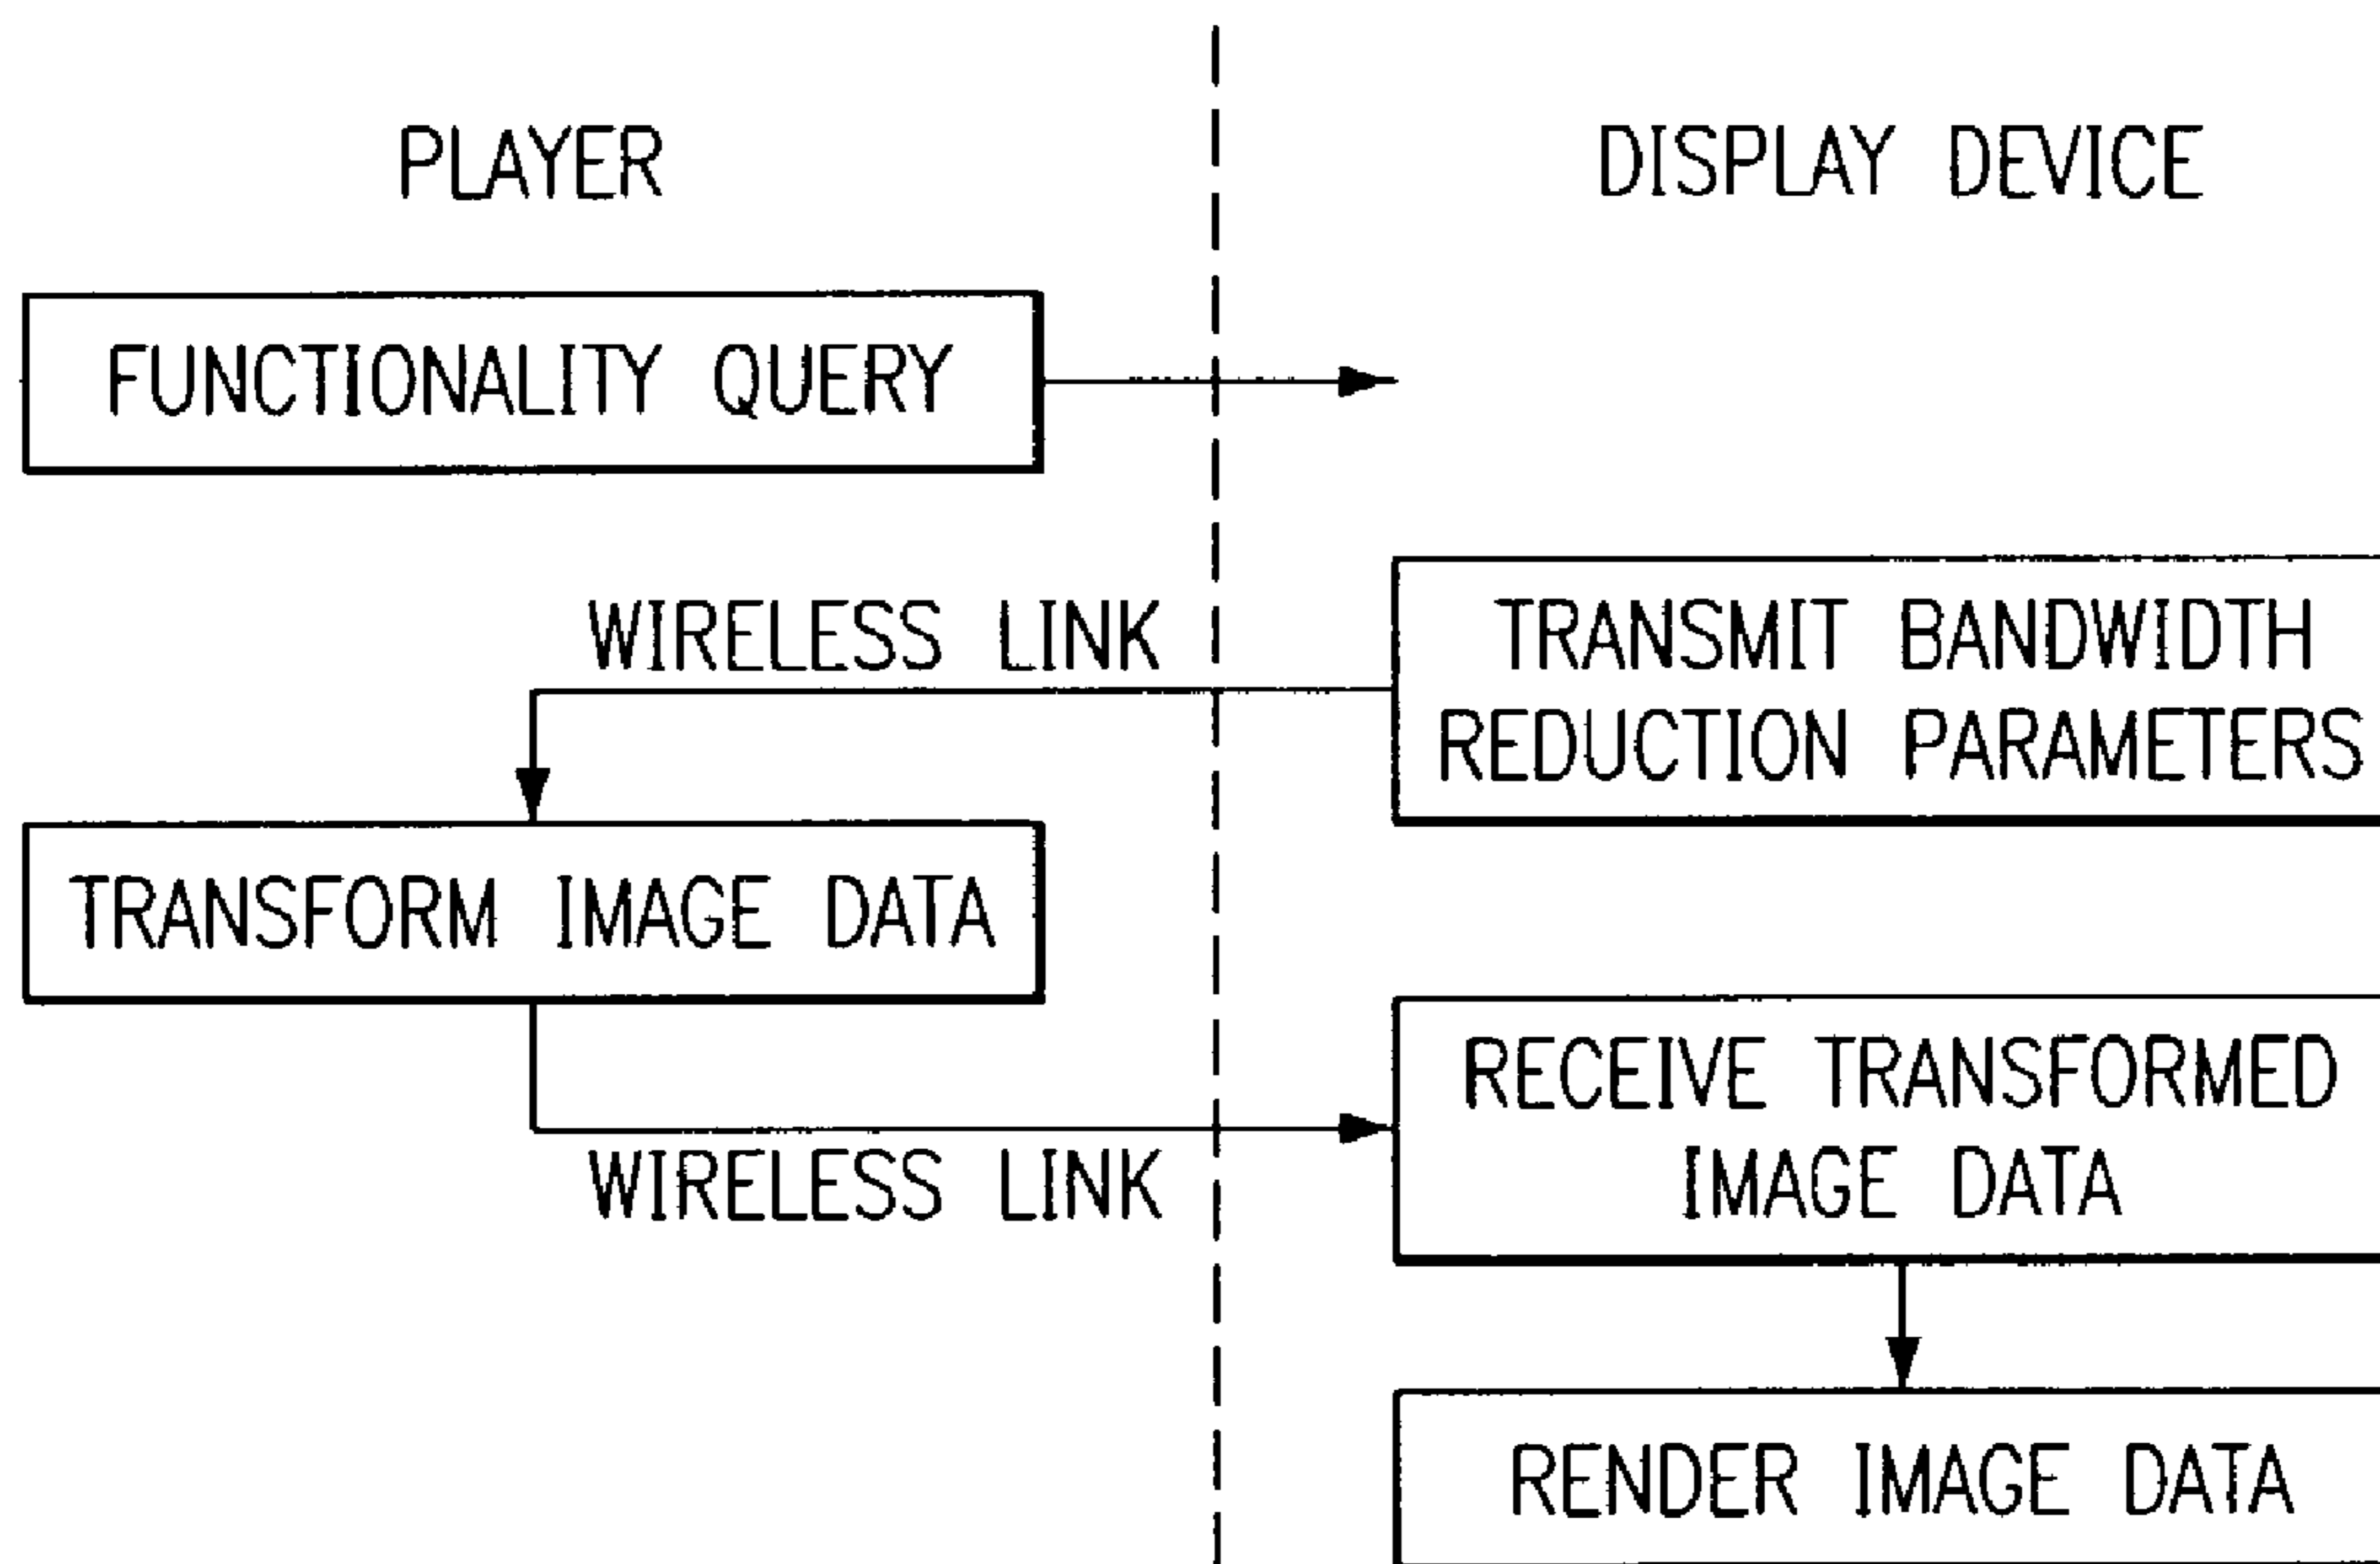 PLAYER
DISPLAY DEVICE
FUNCTIONALITY QUERY
WIRELESS LINK
TRANSMIT BANDWIDTH
REDUCTION PARAMETERS
TRANSFORM IMAGE DATA
RECEIVE TRANSFORMED
IMAGE DATA
WIRELESS LINK
RENDER IMAGE DATA